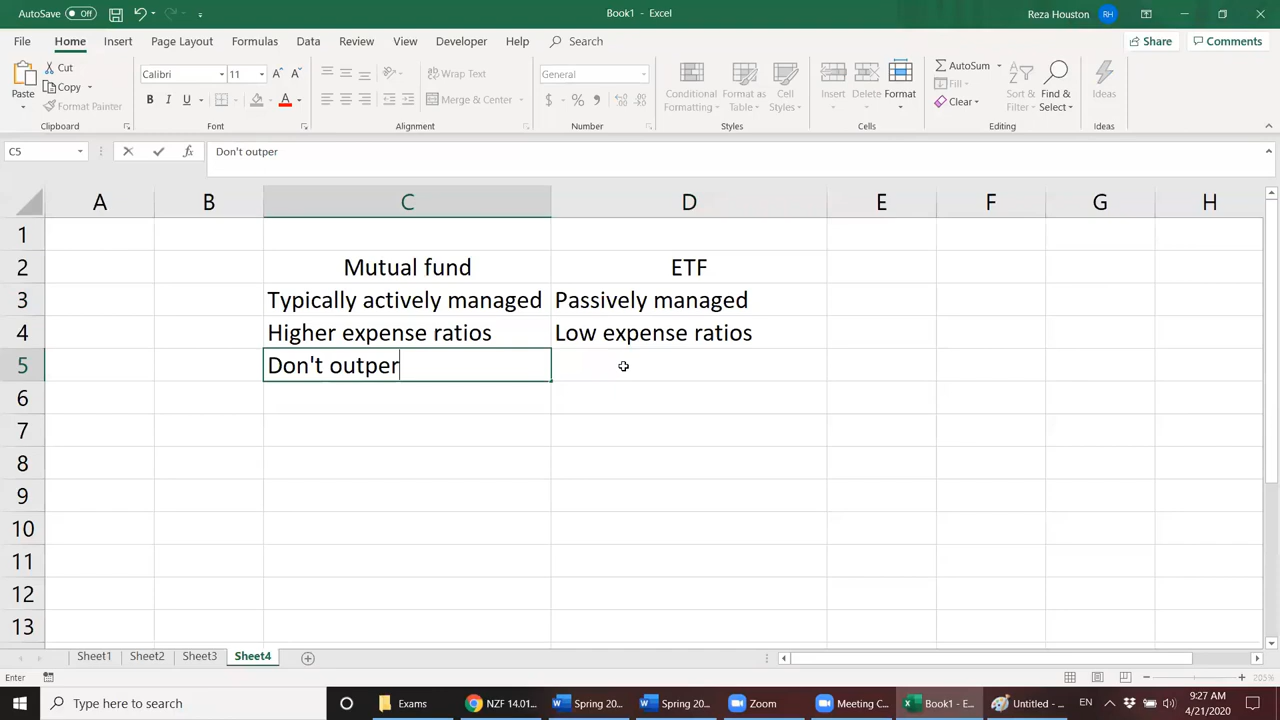 AutoSave Off Book1 - Excel Reza Houston RH
File Home Insert Page Layout Formulas Data Review View Developer Help Search Share Comments
Paste Cut Copy Format Painter Clipboard
Calibri 11 A A B I U A Font
Wrap Text Merge & Center Alignment
General $ % , Number
Conditional Formatting Format as Table Cell Styles Styles
Insert Delete Format Cells
AutoSum Fill Clear Sort & Filter Find & Select Editing
Ideas Ideas
C5 fx Don't outper
A B C D E F G H
1
2 Mutual fund ETF
3 Typically actively managed Passively managed
4 Higher expense ratios Low expense ratios
5 Don't outper
6
7
8
9
10
11
12
13
Sheet1 Sheet2 Sheet3 Sheet4
Enter 205%
Type here to search Exams NZF 14.01... Spring 20... Spring 20... Zoom Meeting C... Book1 - E... Untitled - ... EN 9:27 AM
4/21/2020